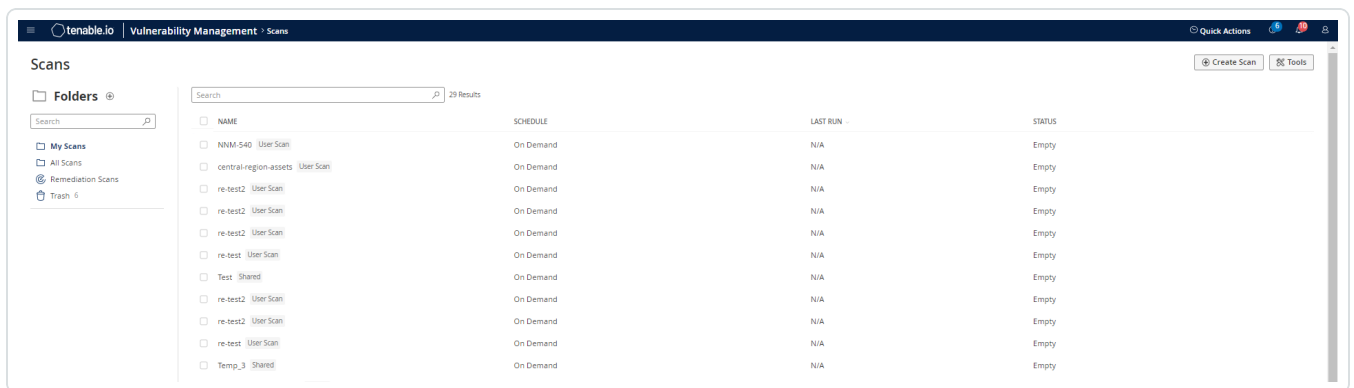 tenable.io Vulnerability Management > Scans Quick Actions 6 10
Scans
Create Scan Tools
Folders
Search
My Scans
All Scans
Remediation Scans
Trash 6
Search 29 Results
NAME SCHEDULE LAST RUN STATUS
NNM-540 User Scan On Demand N/A Empty
central-region-assets User Scan On Demand N/A Empty
re-test2 User Scan On Demand N/A Empty
re-test2 User Scan On Demand N/A Empty
re-test2 User Scan On Demand N/A Empty
re-test User Scan On Demand N/A Empty
Test Shared On Demand N/A Empty
re-test2 User Scan On Demand N/A Empty
re-test2 User Scan On Demand N/A Empty
re-test User Scan On Demand N/A Empty
Temp_3 Shared On Demand N/A Empty